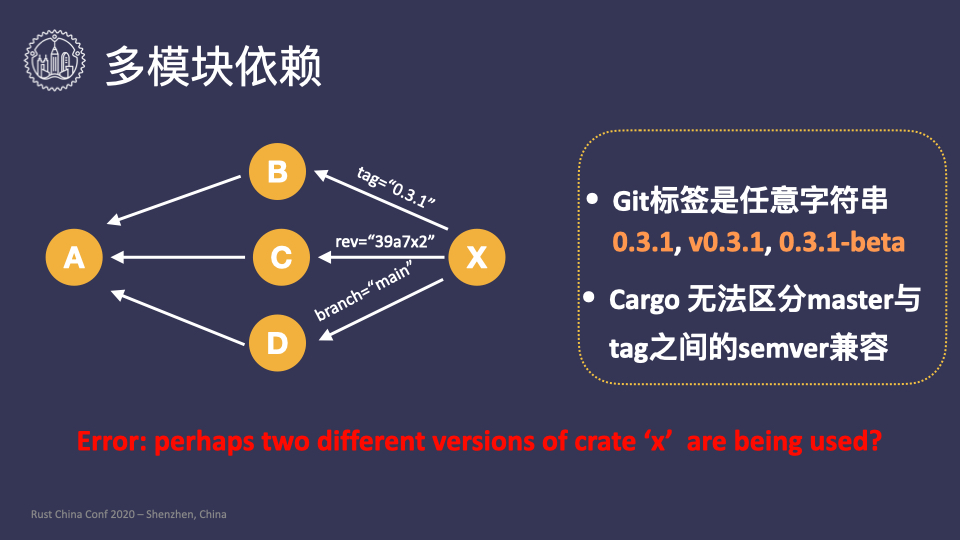 多模块依赖
B
tag=“0.3.1”
A
C
rev=“39a7x2”
X
branch=“main”
D
• Git标签是任意字符串
0.3.1, v0.3.1, 0.3.1-beta
• Cargo 无法区分master与
tag之间的semver兼容
Error: perhaps two different versions of crate ‘x’ are being used?
Rust China Conf 2020 – Shenzhen, China